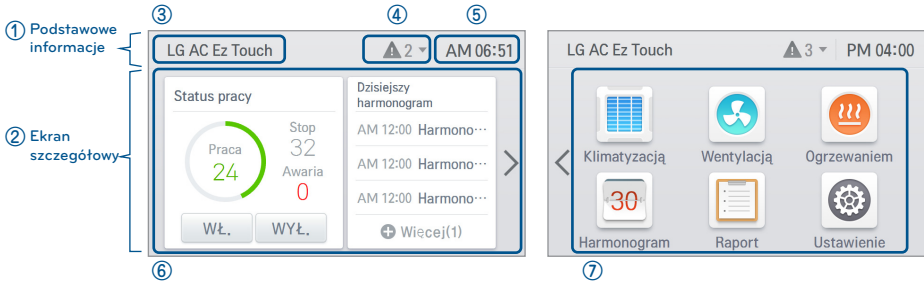 ① Podstawowe
informacje
② Ekran
szczegółowy
③
④
⑤
LG AC Ez Touch
2
AM 06:51
Status pracy
Praca
24
Stop
32
Awaria
0
WŁ.
WYŁ.
Dzisiejszy
harmonogram
AM 12:00 Harmono···
AM 12:00 Harmono···
AM 12:00 Harmono···
Więcej(1)
⑥
LG AC Ez Touch
3
PM 04:00
Klimatyzacją
Wentylacją
Ogrzewaniem
30
Harmonogram
Raport
Ustawienie
⑦